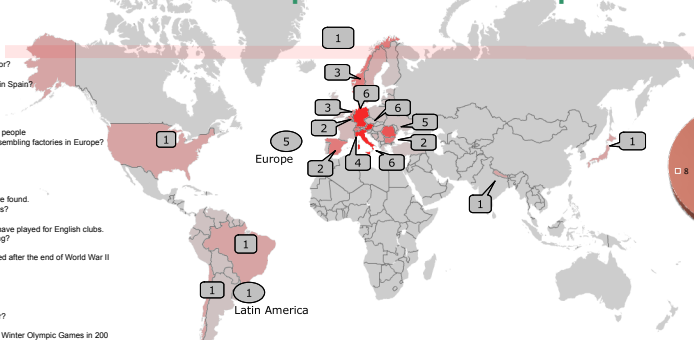 or?
in Spain?
people
sembling factories in Europe?
e found.
s?
have played for English clubs.
ng?
ed after the end of World War II
r?
Winter Olympic Games in 200
1
3
6
3
6
2
5
2
5
Europe
2
4
6
1
1
1
1
1
1
Latin America
8